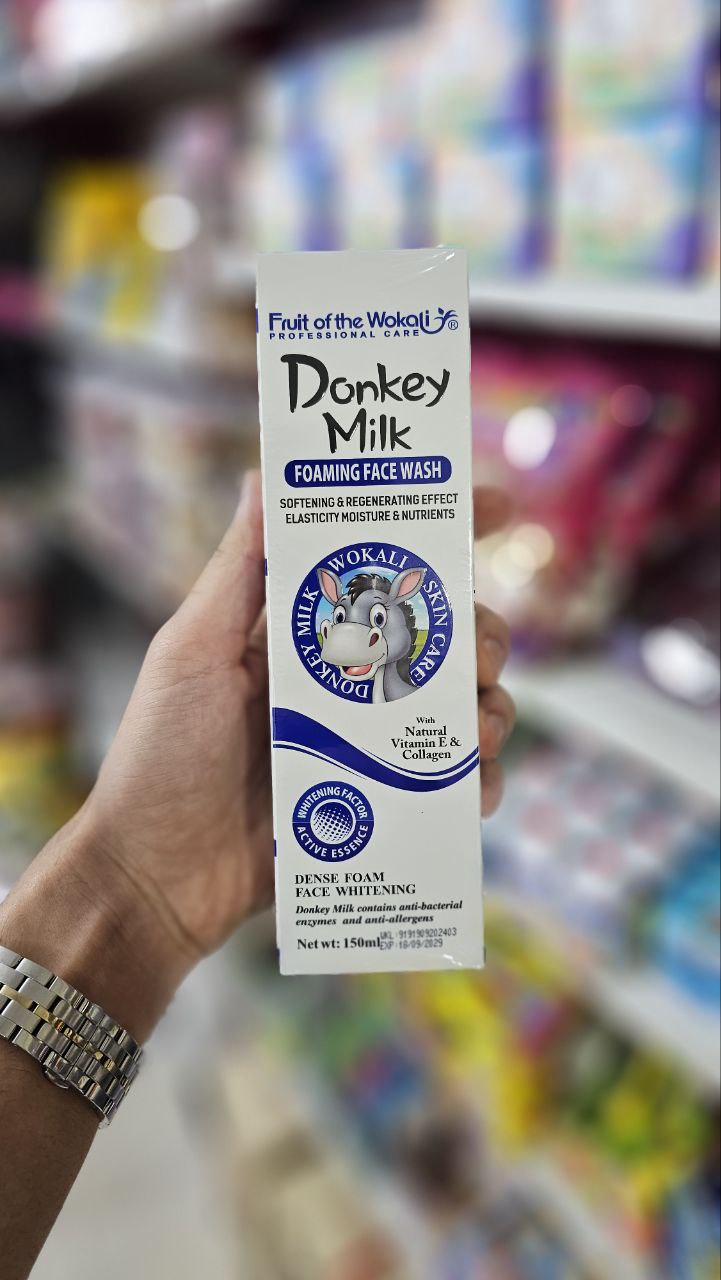 Fruit of the Wokali ®
PROFESSIONAL CARE
Donkey
Milk
FOAMING FACE WASH
SOFTENING & REGENERATING EFFECT
ELASTICITY MOISTURE & NUTRIENTS
WOKALI SKIN CARE
DONKEY MILK
With
Natural
Vitamin E &
Collagen
WHITENING FACTOR
ACTIVE ESSENCE
DENSE FOAM
FACE WHITENING
Donkey Milk contains anti-bacterial
enzymes and anti-allergens
Net wt: 150ml
EXP: 18/09/2029